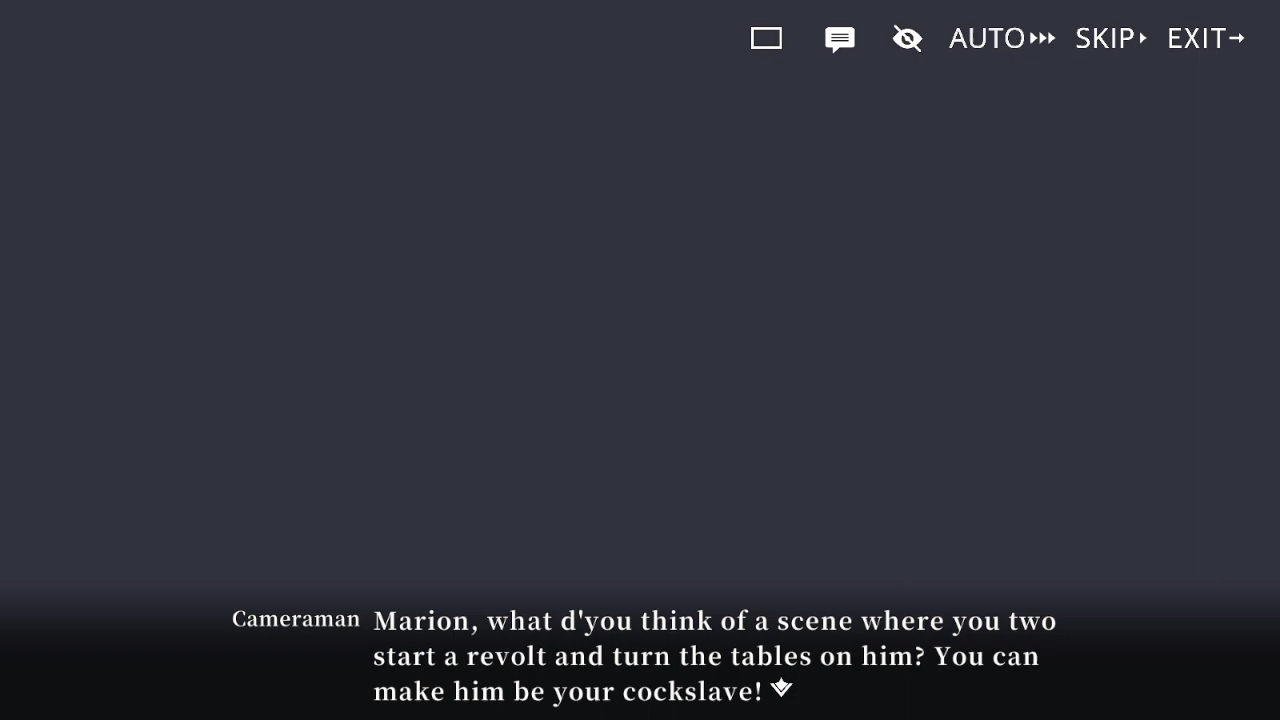 AUTO SKIP EXIT
Cameraman Marion, what d'you think of a scene where you two
start a revolt and turn the tables on him? You can
make him be your cockslave!